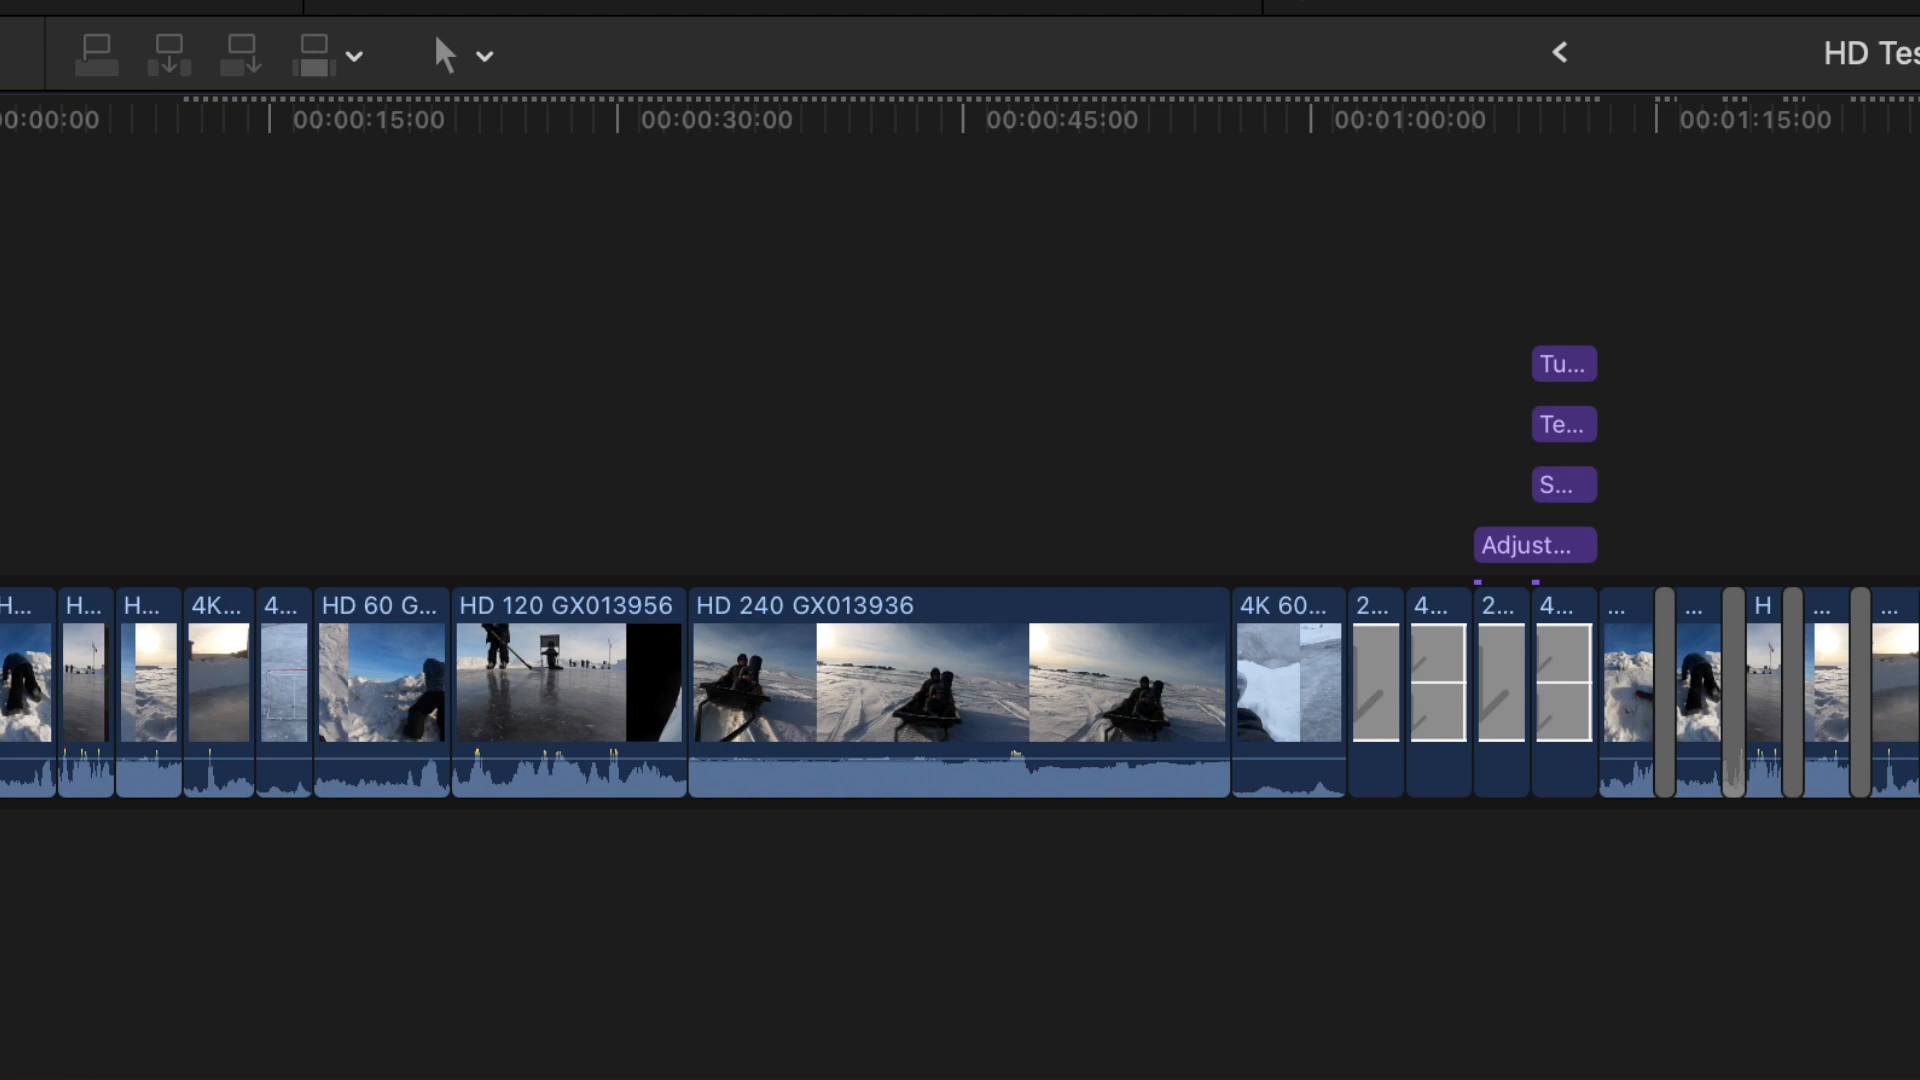 HD Tes
00:00:00
00:00:15:00
00:00:30:00
00:00:45:00
00:01:00:00
00:01:15:00
Tu...
Te...
S...
Adjust...
H...
H...
H...
4K...
4...
HD 60 G...
HD 120 GX013956
HD 240 GX013936
4K 60...
2...
4...
2...
4...
...
...
H
...
...